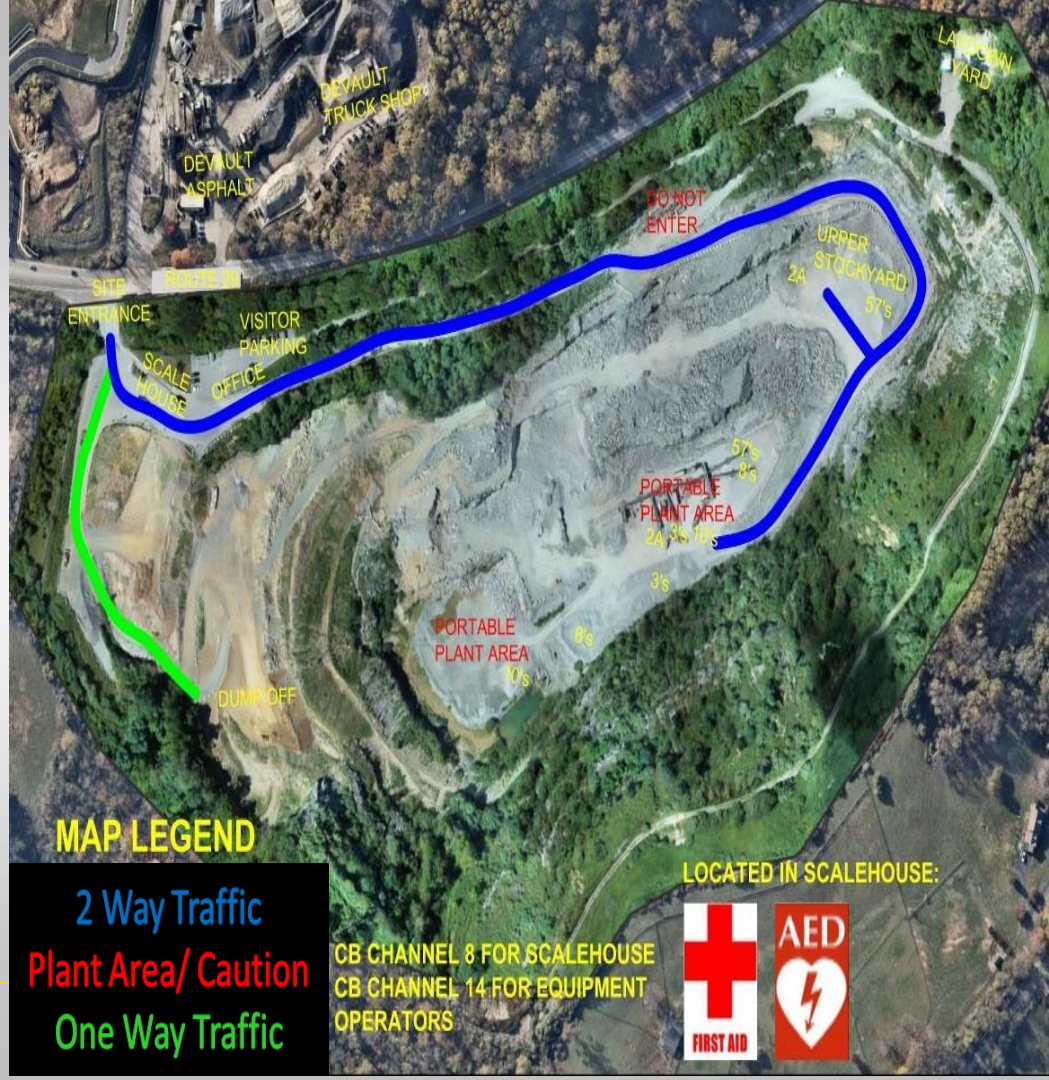 LAYDOWN
YARD
DEVAULT
TRUCK SHOP
DEVAULT
ASPHALT
DO NOT
ENTER
UPPER
STOCKYARD
2A
57's
SITE
ENTRANCE
ROUTE 29
VISITOR
PARKING
SCALE
HOUSE
OFFICE
57's
8's
PORTABLE
PLANT AREA
2A 3's 10's
3's
PORTABLE
PLANT AREA
8's
10's
DUMP OFF
MAP LEGEND
2 Way Traffic
Plant Area/ Caution
One Way Traffic
LOCATED IN SCALEHOUSE:
FIRST AID
AED
CB CHANNEL 8 FOR SCALEHOUSE
CB CHANNEL 14 FOR EQUIPMENT
OPERATORS